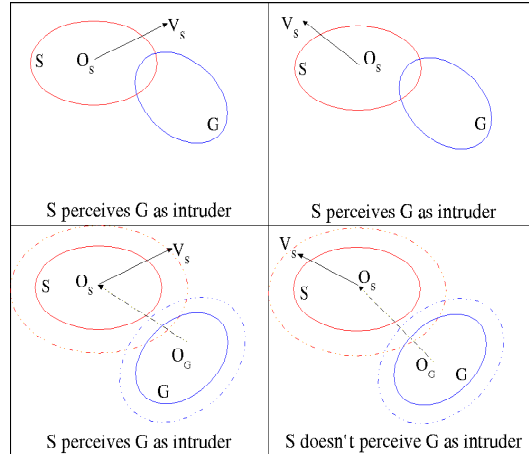 V_S
S
O_S
G
S perceives G as intruder
V_S
S
O_S
G
S perceives G as intruder
V_S
O_S
S
O_G
G
S perceives G as intruder
V_S
O_S
S
O_G
G
S doesn't perceive G as intruder